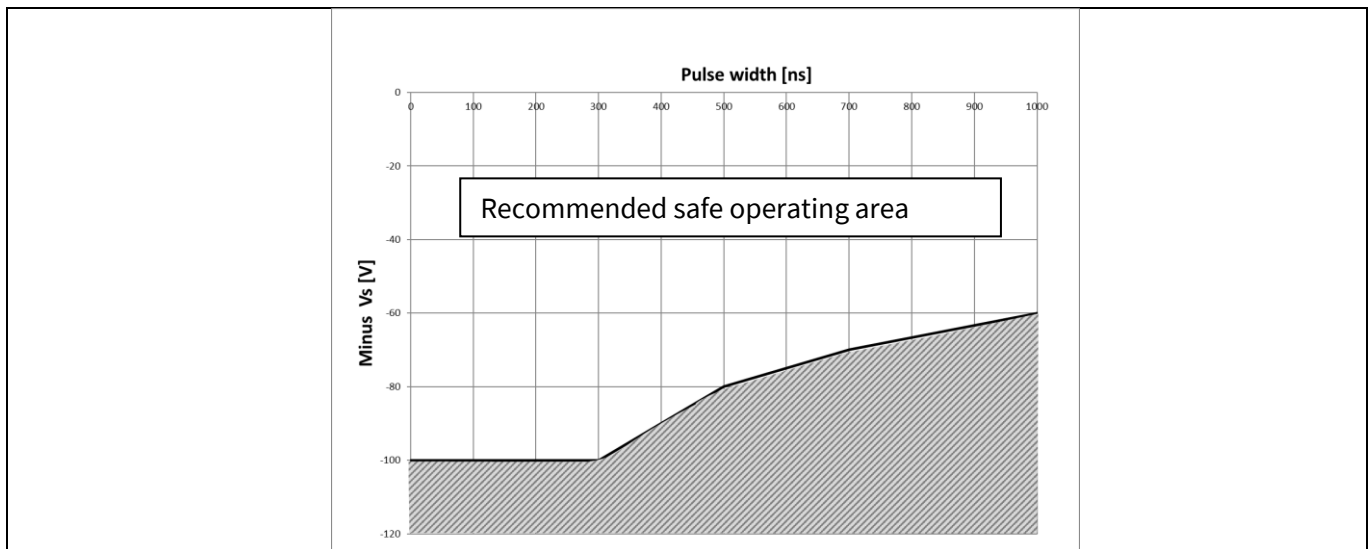 Pulse width [ns]
0
0 100 200 300 400 500 600 700 800 900 1000
-20
Recommended safe operating area
-40
Minus Vs [V]
-60
-80
-100
-120